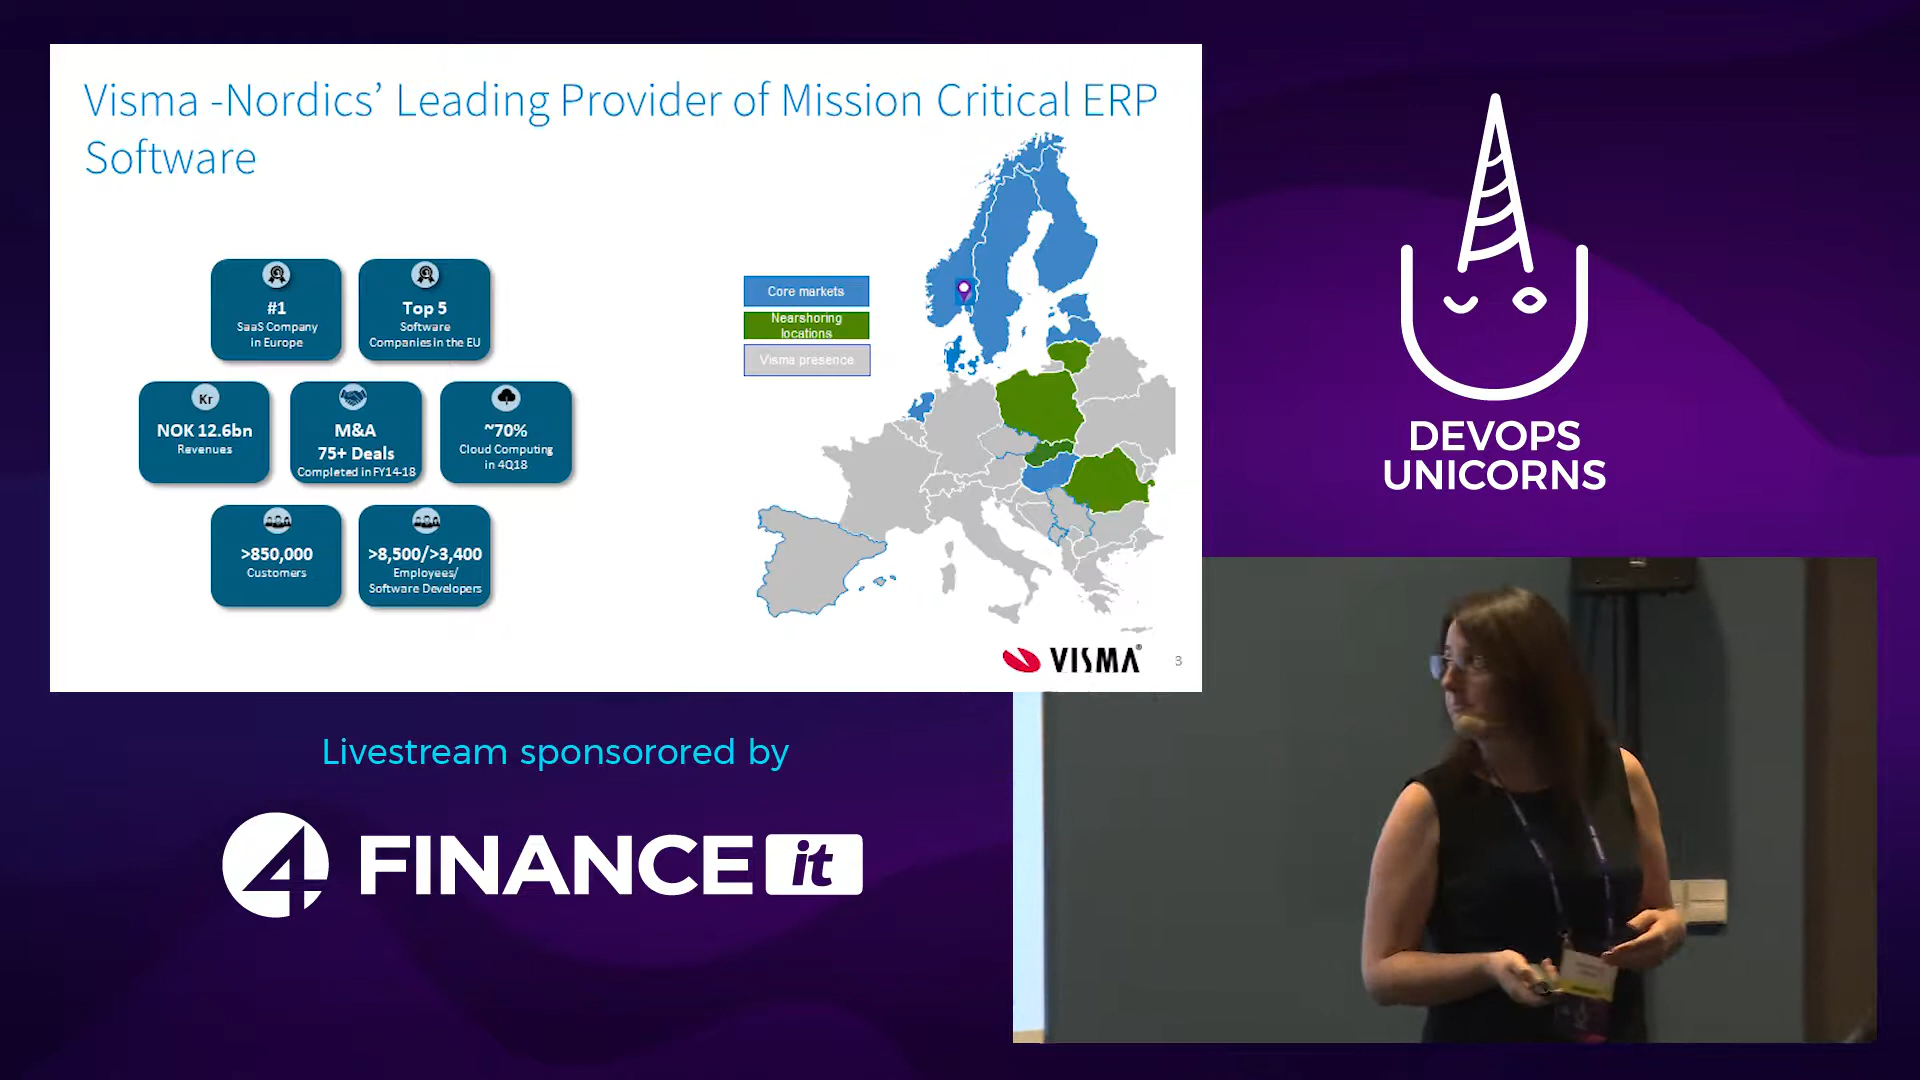 Visma -Nordics’ Leading Provider of Mission Critical ERP
Software
#1
SaaS Company
in Europe
Top 5
Software
Companies in the EU
Kr
NOK 12.6bn
Revenues
M&A
75+ Deals
Completed in FY14-18
~70%
Cloud Computing
in 4Q18
>850,000
Customers
>8,500/>3,400
Employees/
Software Developers
Core markets
Nearshoring
locations
Visma presence
VISMA®
3
DEVOPS
UNICORNS
Livestream sponsorored by
4FINANCE it